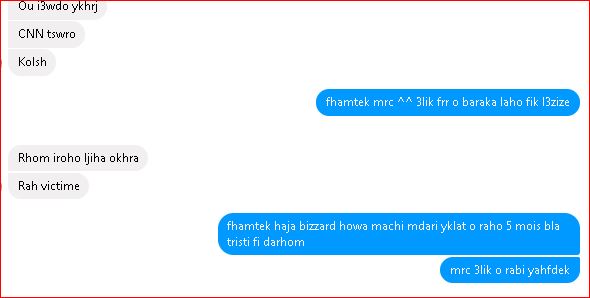 Ou i3wdo ykhrj
CNN tswro
Kolsh
fhamtek mrc ^^ 3lik frr o baraka laho fik l3zize
Rhom iroho ljiha okhra
Rah victime
fhamtek haja bizzard howa machi mdari yklat o raho 5 mois bla
tristi fi darhom
mrc 3lik o rabi yahfdek